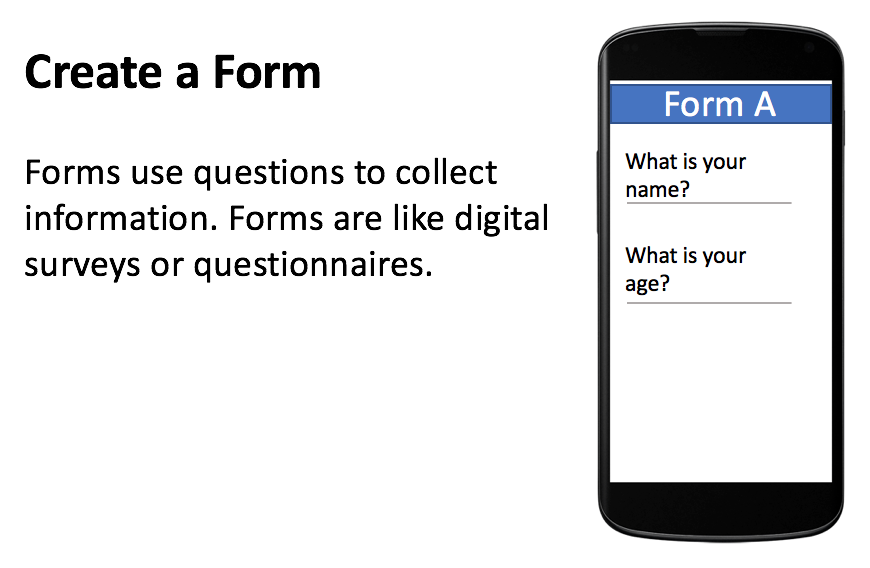 Create a Form
Forms use questions to collect
information. Forms are like digital
surveys or questionnaires.
Form A
What is your
name?
What is your
age?